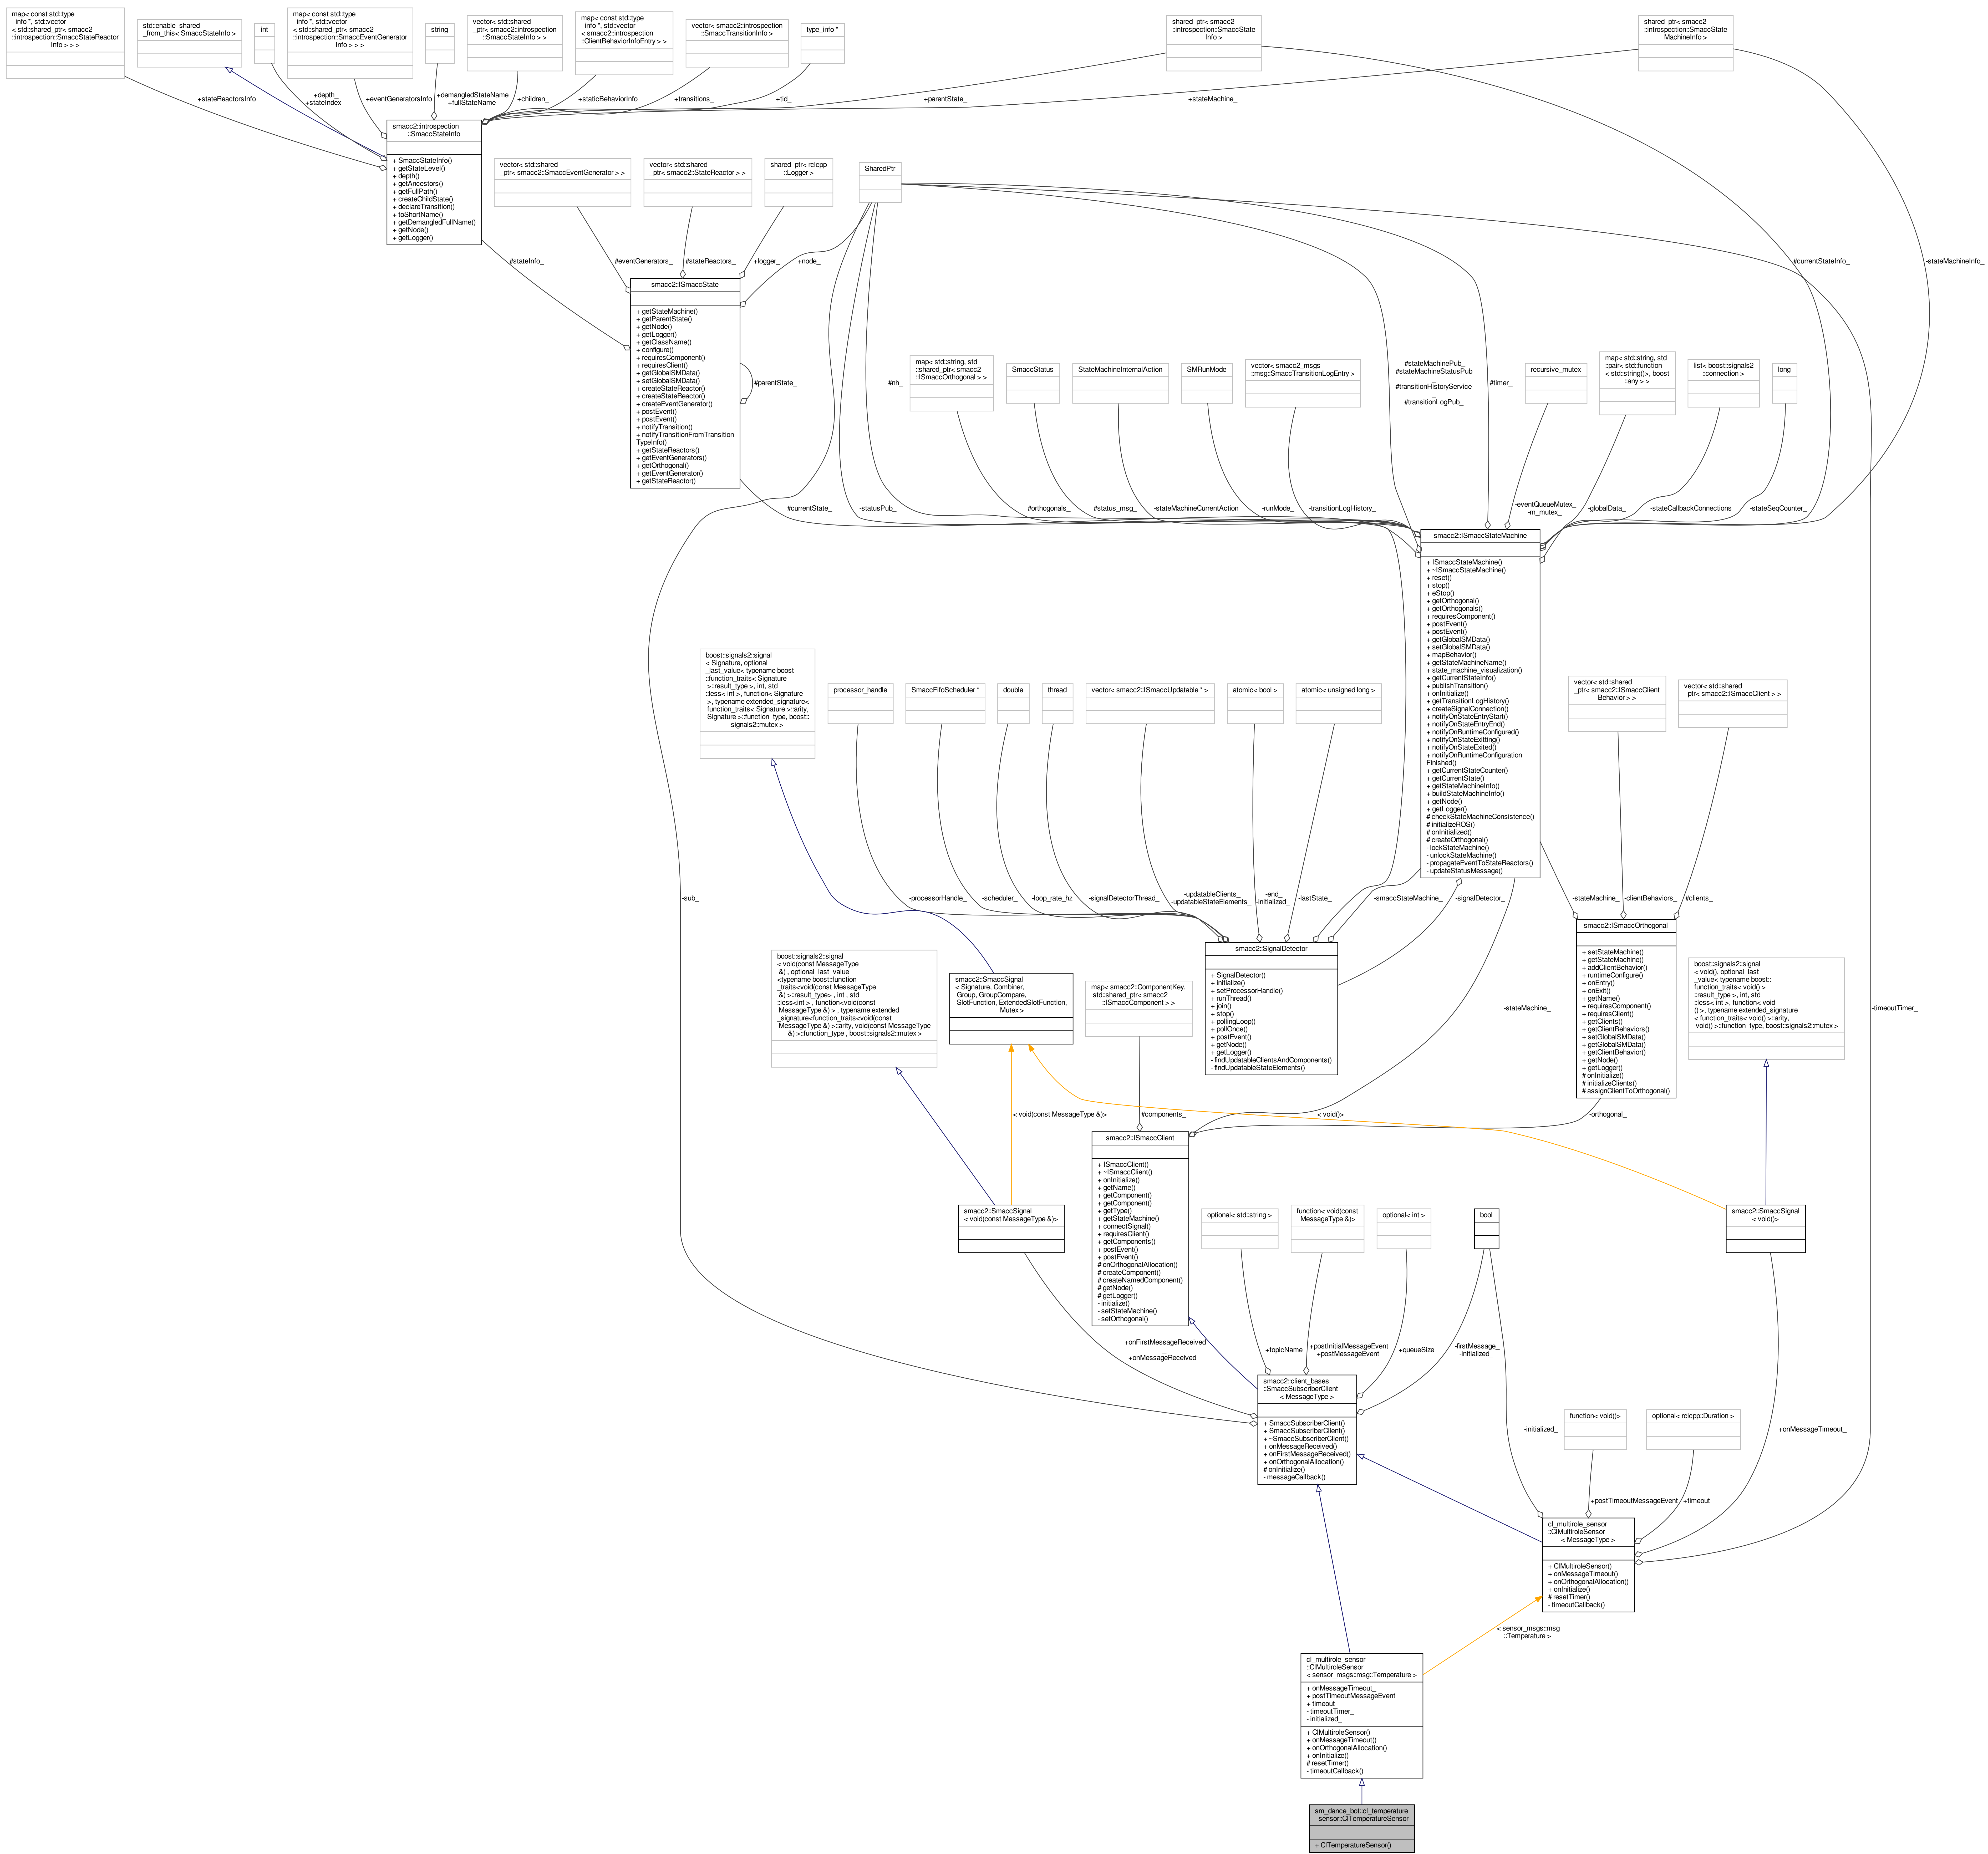 map< const std::type
_info *, std::vector
< std::shared_ptr< smacc2
::introspection::SmaccStateReactor
Info > > >
std::enable_shared
_from_this< SmaccStateInfo >
int
map< const std::type
_info *, std::vector
< std::shared_ptr< smacc2
::introspection::SmaccEventGenerator
Info > > >
string
vector< std::shared
_ptr< smacc2::introspection
::SmaccStateInfo > >
map< const std::type
_info *, std::vector
< smacc2::introspection
::ClientBehaviorInfoEntry > >
vector< smacc2::introspection
::SmaccTransitionInfo >
type_info *
shared_ptr< smacc2
::introspection::SmaccState
Info >
shared_ptr< smacc2
::introspection::SmaccState
MachineInfo >
+stateReactorsInfo
+depth_
+stateIndex_
+eventGeneratorsInfo
+demangledStateName
+fullStateName
+children_
+staticBehaviorInfo
+transitions_
+tid_
+parentState_
+stateMachine_
smacc2::introspection
::SmaccStateInfo
+ SmaccStateInfo()
+ getStateLevel()
+ depth()
+ getAncestors()
+ getFullPath()
+ createChildState()
+ declareTransition()
+ toShortName()
+ getDemangledFullName()
+ getNode()
+ getLogger()
vector< std::shared
_ptr< smacc2::SmaccEventGenerator > >
vector< std::shared
_ptr< smacc2::StateReactor > >
shared_ptr< rclcpp
::Logger >
SharedPtr
#stateInfo_
#eventGenerators_
#stateReactors_
+logger_
+node_
#currentStateInfo_
-stateMachineInfo_
smacc2::ISmaccState
+ getStateMachine()
+ getParentState()
+ getNode()
+ getLogger()
+ getClassName()
+ configure()
+ requiresComponent()
+ requiresClient()
+ getGlobalSMData()
+ setGlobalSMData()
+ createStateReactor()
+ createStateReactor()
+ createEventGenerator()
+ postEvent()
+ postEvent()
+ notifyTransition()
+ notifyTransitionFromTransition
TypeInfo()
+ getStateReactors()
+ getEventGenerators()
+ getOrthogonal()
+ getEventGenerator()
+ getStateReactor()
#parentState_
#nh_
map< std::string, std
::shared_ptr< smacc2
::ISmaccOrthogonal > >
SmaccStatus
StateMachineInternalAction
SMRunMode
vector< smacc2_msgs
::msg::SmaccTransitionLogEntry >
#stateMachinePub_
#stateMachineStatusPub
_
#transitionHistoryService
_
#transitionLogPub_
#timer_
recursive_mutex
map< std::string, std
::pair< std::function
< std::string()>, boost
::any > >
list< boost::signals2
::connection >
long
#currentState_
-statusPub_
#orthogonals_
#status_msg_
-stateMachineCurrentAction
-runMode_
-transitionLogHistory_
-eventQueueMutex_
-m_mutex_
-globalData_
-stateCallbackConnections
-stateSeqCounter_
smacc2::ISmaccStateMachine
+ ISmaccStateMachine()
+ ~ISmaccStateMachine()
+ reset()
+ stop()
+ eStop()
+ getOrthogonal()
+ getOrthogonals()
+ requiresComponent()
+ postEvent()
+ postEvent()
+ getGlobalSMData()
+ setGlobalSMData()
+ mapBehavior()
+ getStateMachineName()
+ state_machine_visualization()
+ getCurrentStateInfo()
+ publishTransition()
+ onInitialize()
+ getTransitionLogHistory()
+ createSignalConnection()
+ notifyOnStateEntryStart()
+ notifyOnStateEntryEnd()
+ notifyOnRuntimeConfigured()
+ notifyOnStateExitting()
+ notifyOnStateExited()
+ notifyOnRuntimeConfiguration
Finished()
+ getCurrentStateCounter()
+ getCurrentState()
+ getStateMachineInfo()
+ buildStateMachineInfo()
+ getNode()
+ getLogger()
# checkStateMachineConsistence()
# initializeROS()
# onInitialized()
# createOrthogonal()
- lockStateMachine()
- unlockStateMachine()
- propagateEventToStateReactors()
- updateStatusMessage()
boost::signals2::signal
< Signature, optional
_last_value< typename boost
::function_traits< Signature
>::result_type >, int, std
::less< int >, function< Signature
>, typename extended_signature<
function_traits< Signature >::arity,
Signature >::function_type, boost::
signals2::mutex >
processor_handle
SmaccFifoScheduler *
double
thread
vector< smacc2::ISmaccUpdatable * >
atomic< bool >
atomic< unsigned long >
vector< std::shared
_ptr< smacc2::ISmaccClient
Behavior > >
vector< std::shared
_ptr< smacc2::ISmaccClient > >
-sub_
-processorHandle_
-scheduler_
-loop_rate_hz
-signalDetectorThread_
-updatableClients_
-updatableStateElements_
-end_
-initialized_
-lastState_
-smaccStateMachine_
-signalDetector_
-stateMachine_
-clientBehaviors_
#clients_
smacc2::SignalDetector
+ SignalDetector()
+ initialize()
+ setProcessorHandle()
+ runThread()
+ join()
+ stop()
+ pollingLoop()
+ pollOnce()
+ postEvent()
+ getNode()
+ getLogger()
- findUpdatableClientsAndComponents()
- findUpdatableStateElements()
smacc2::ISmaccOrthogonal
+ setStateMachine()
+ getStateMachine()
+ addClientBehavior()
+ runtimeConfigure()
+ onEntry()
+ onExit()
+ getName()
+ requiresComponent()
+ requiresClient()
+ getClients()
+ getClientBehaviors()
+ setGlobalSMData()
+ getGlobalSMData()
+ getClientBehavior()
+ getNode()
+ getLogger()
# onInitialize()
# initializeClients()
# assignClientToOrthogonal()
boost::signals2::signal
< void(const MessageType
&) , optional_last_value
<typename boost::function
_traits<void(const MessageType
&) >::result_type> , int , std
::less<int > , function<void(const
MessageType &) > , typename extended
_signature<function_traits<void(const
MessageType &) >::arity, void(const MessageType
&) >::function_type , boost::signals2::mutex >
smacc2::SmaccSignal
< Signature, Combiner,
Group, GroupCompare,
SlotFunction, ExtendedSlotFunction,
Mutex >
map< smacc2::ComponentKey,
std::shared_ptr< smacc2
::ISmaccComponent > >
boost::signals2::signal
< void(), optional_last
_value< typename boost::
function_traits< void() >
::result_type >, int, std
::less< int >, function< void
() >, typename extended_signature
< function_traits< void() >::arity,
void() >::function_type, boost::signals2::mutex >
-stateMachine_
-timeoutTimer_
< void(const MessageType &)>
#components_
< void()>
-orthogonal_
smacc2::ISmaccClient
+ ISmaccClient()
+ ~ISmaccClient()
+ onInitialize()
+ getName()
+ getComponent()
+ getComponent()
+ getType()
+ getStateMachine()
+ connectSignal()
+ requiresClient()
+ getComponents()
+ postEvent()
+ postEvent()
# onOrthogonalAllocation()
# createComponent()
# createNamedComponent()
# getNode()
# getLogger()
- initialize()
- setStateMachine()
- setOrthogonal()
smacc2::SmaccSignal
< void(const MessageType &)>
optional< std::string >
function< void(const
MessageType &)>
optional< int >
bool
smacc2::SmaccSignal
< void()>
+onFirstMessageReceived
_
+onMessageReceived_
+topicName
+postInitialMessageEvent
+postMessageEvent
+queueSize
-firstMessage_
-initialized_
smacc2::client_bases
::SmaccSubscriberClient
< MessageType >
+ SmaccSubscriberClient()
+ SmaccSubscriberClient()
+ ~SmaccSubscriberClient()
+ onMessageReceived()
+ onFirstMessageReceived()
+ onOrthogonalAllocation()
# onInitialize()
- messageCallback()
function< void()>
optional< rclcpp::Duration >
-initialized_
+onMessageTimeout_
+postTimeoutMessageEvent
+timeout_
cl_multirole_sensor
::ClMultiroleSensor
< MessageType >
+ ClMultiroleSensor()
+ onMessageTimeout()
+ onOrthogonalAllocation()
+ onInitialize()
# resetTimer()
- timeoutCallback()
< sensor_msgs::msg
::Temperature >
cl_multirole_sensor
::ClMultiroleSensor
< sensor_msgs::msg::Temperature >
+ onMessageTimeout_
+ postTimeoutMessageEvent
+ timeout_
- timeoutTimer_
- initialized_
+ ClMultiroleSensor()
+ onMessageTimeout()
+ onOrthogonalAllocation()
+ onInitialize()
# resetTimer()
- timeoutCallback()
sm_dance_bot::cl_temperature
_sensor::ClTemperatureSensor
+ ClTemperatureSensor()